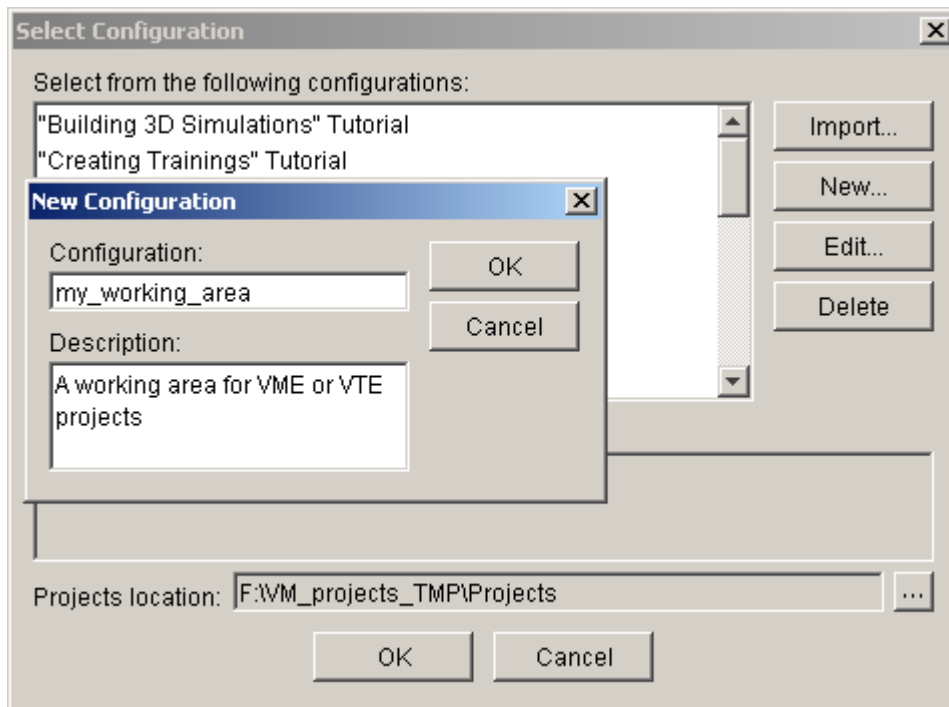 Select Configuration
Select from the following configurations:
"Building 3D Simulations" Tutorial
"Creating Trainings" Tutorial
Import...
New...
Edit...
Delete
New Configuration
Configuration:
my_working_area
OK
Cancel
Description:
A working area for VME or VTE
projects
Projects location:
F:\VM_projects_TMP\Projects
...
OK
Cancel